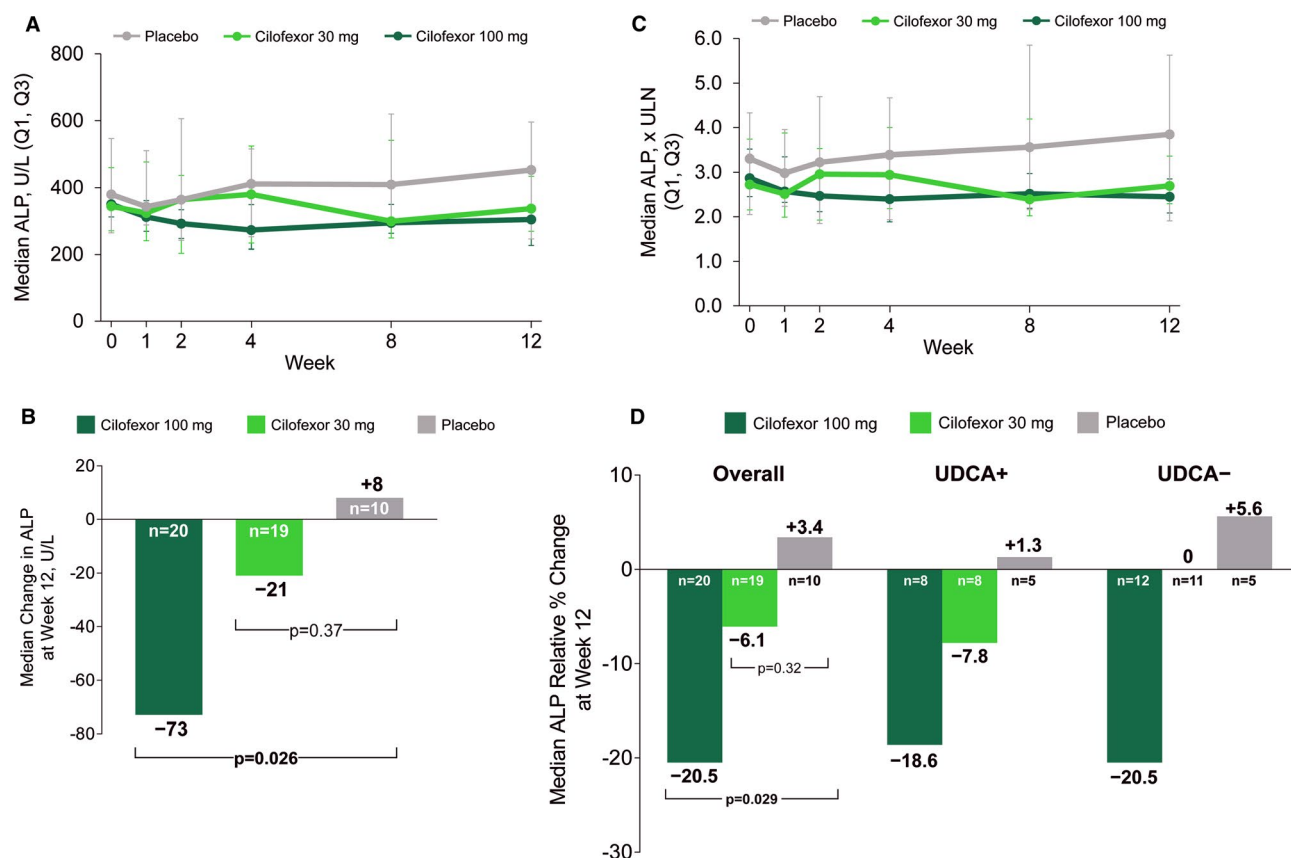 A
Placebo
Cilofexor 30 mg
Cilofexor 100 mg
Median ALP, U/L (Q1, Q3)
800
600
400
200
0
0 1 2 4 8 12
Week
C
Placebo
Cilofexor 30 mg
Cilofexor 100 mg
Median ALP, x ULN
(Q1, Q3)
6.0
5.0
4.0
3.0
2.0
1.0
0.0
0 1 2 4 8 12
Week
B
Cilofexor 100 mg
Cilofexor 30 mg
Placebo
Median Change in ALP
at Week 12, U/L
20
0
-20
-40
-60
-80
+8
n=20
n=19
n=10
−21
p=0.37
−73
p=0.026
D
Cilofexor 100 mg
Cilofexor 30 mg
Placebo
Median ALP Relative % Change
at Week 12
10
0
-10
-20
-30
Overall
+3.4
n=20
n=19
n=10
−6.1
p=0.32
−20.5
p=0.029
UDCA+
+1.3
n=8
n=8
n=5
−7.8
−18.6
UDCA−
+5.6
0
n=12
n=11
n=5
−20.5